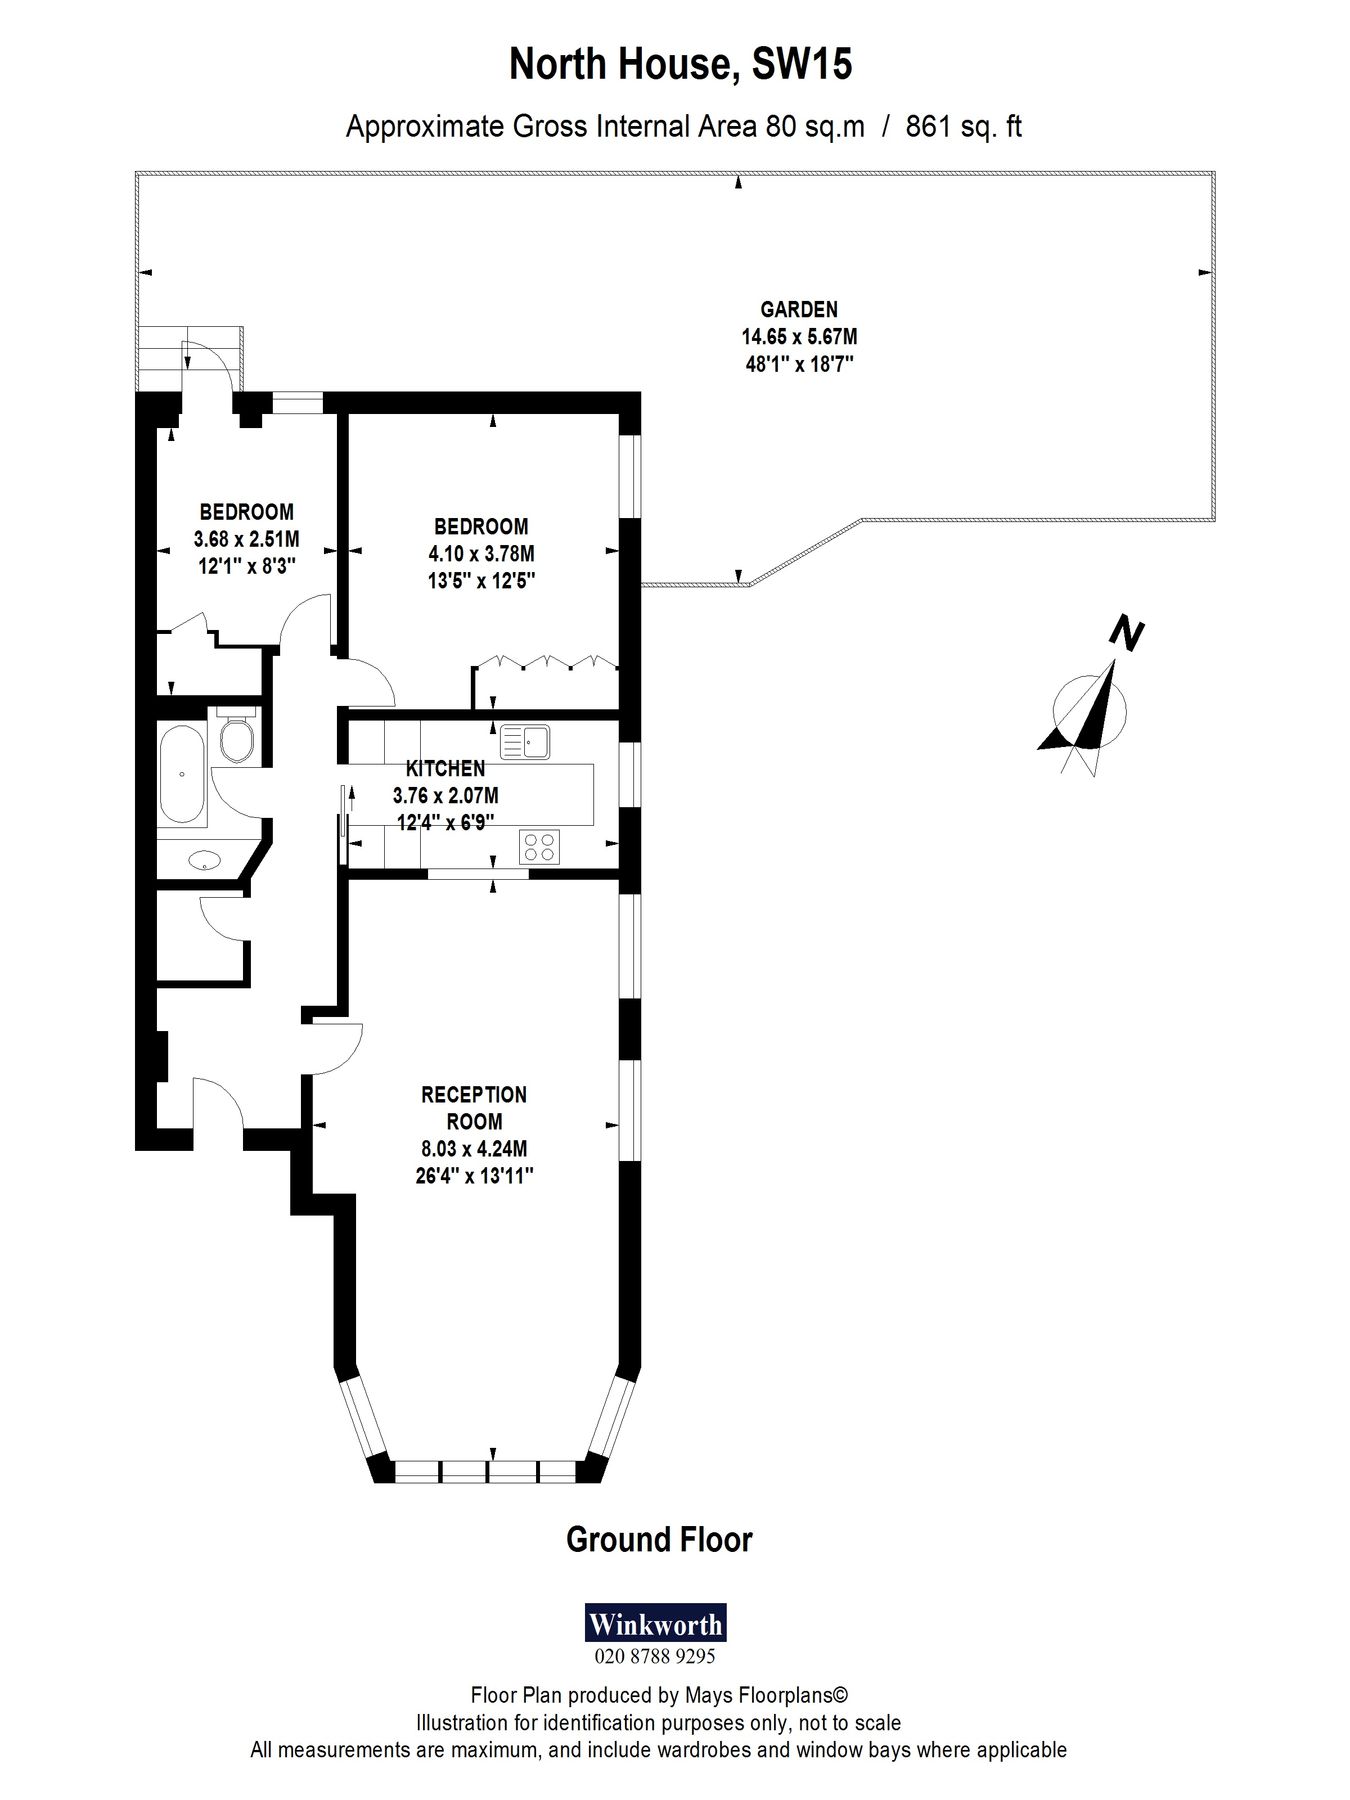 North House, SW15
Approximate Gross Internal Area 80 sq.m / 861 sq. ft
GARDEN
14.65 x 5.67M
48'1" x 18'7"
BEDROOM
3.68 x 2.51M
12'1" x 8'3"
BEDROOM
4.10 x 3.78M
13'5" x 12'5"
N
KITCHEN
3.76 x 2.07M
12'4" x 6'9"
RECEPTION
ROOM
8.03 x 4.24M
26'4" x 13'11"
Ground Floor
Winkworth
020 8788 9295
Floor Plan produced by Mays Floorplans©
Illustration for identification purposes only, not to scale
All measurements are maximum, and include wardrobes and window bays where applicable